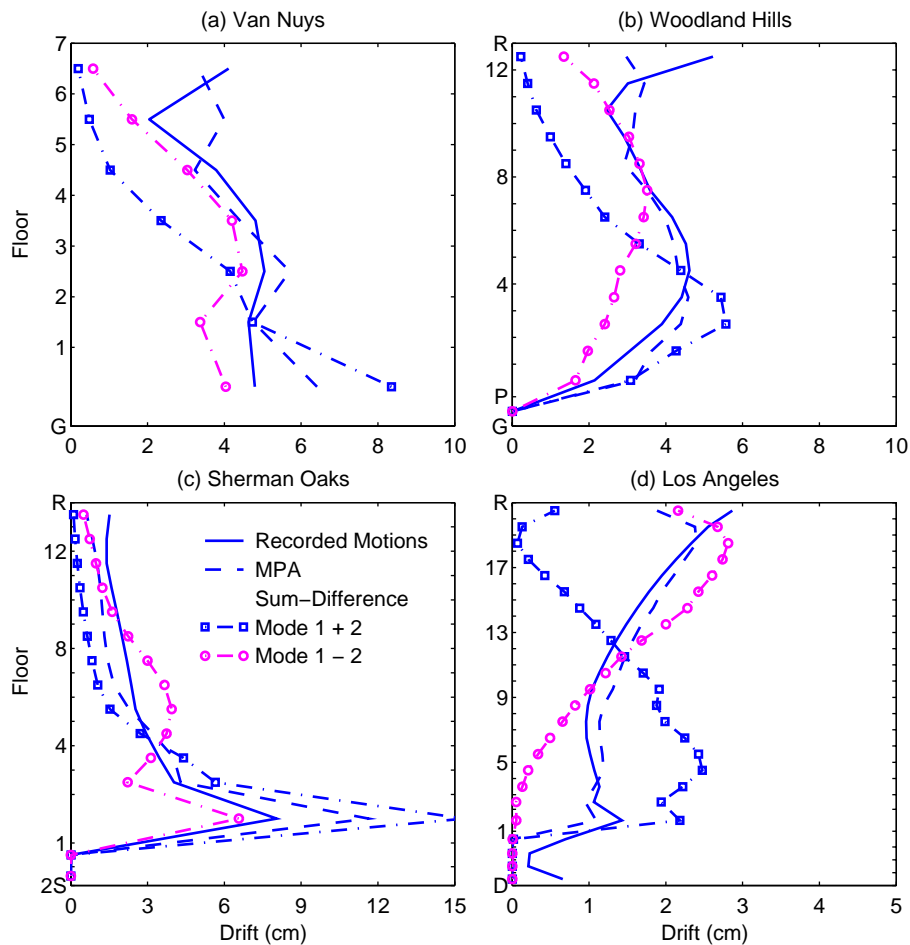 (a) Van Nuys
7
6
5
4
3
2
1
G
Floor
0 2 4 6 8 10
(b) Woodland Hills
R
12
8
4
P
G
0 2 4 6 8 10
(c) Sherman Oaks
R
12
8
4
1
2S
Floor
0 3 6 9 12 15
Drift (cm)
Recorded Motions
MPA
Sum−Difference
Mode 1 + 2
Mode 1 − 2
(d) Los Angeles
R
17
13
9
5
1
D
0 1 2 3 4 5
Drift (cm)